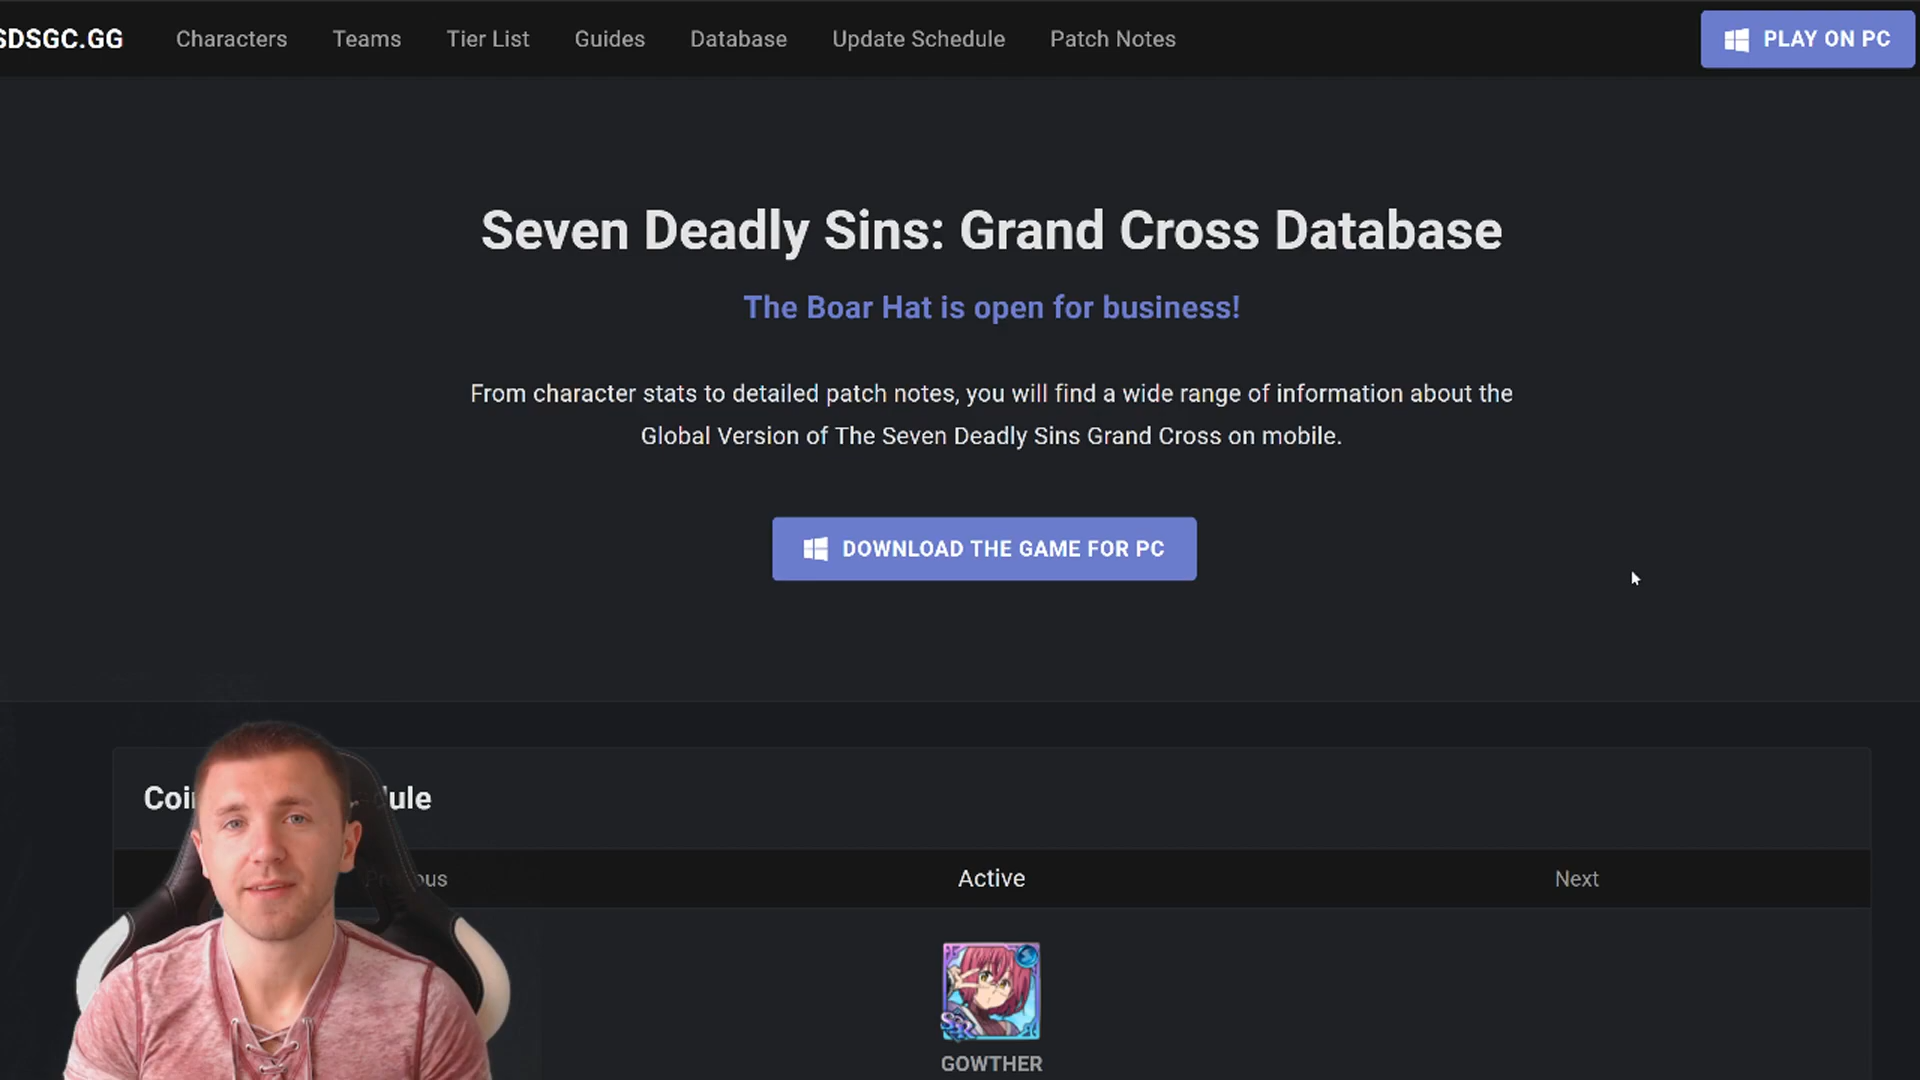 SDSGC.GG Characters Teams Tier List Guides Database Update Schedule Patch Notes PLAY ON PC
Seven Deadly Sins: Grand Cross Database
The Boar Hat is open for business!
From character stats to detailed patch notes, you will find a wide range of information about the
Global Version of The Seven Deadly Sins Grand Cross on mobile.
DOWNLOAD THE GAME FOR PC
Active Next
SSR
GOWTHER